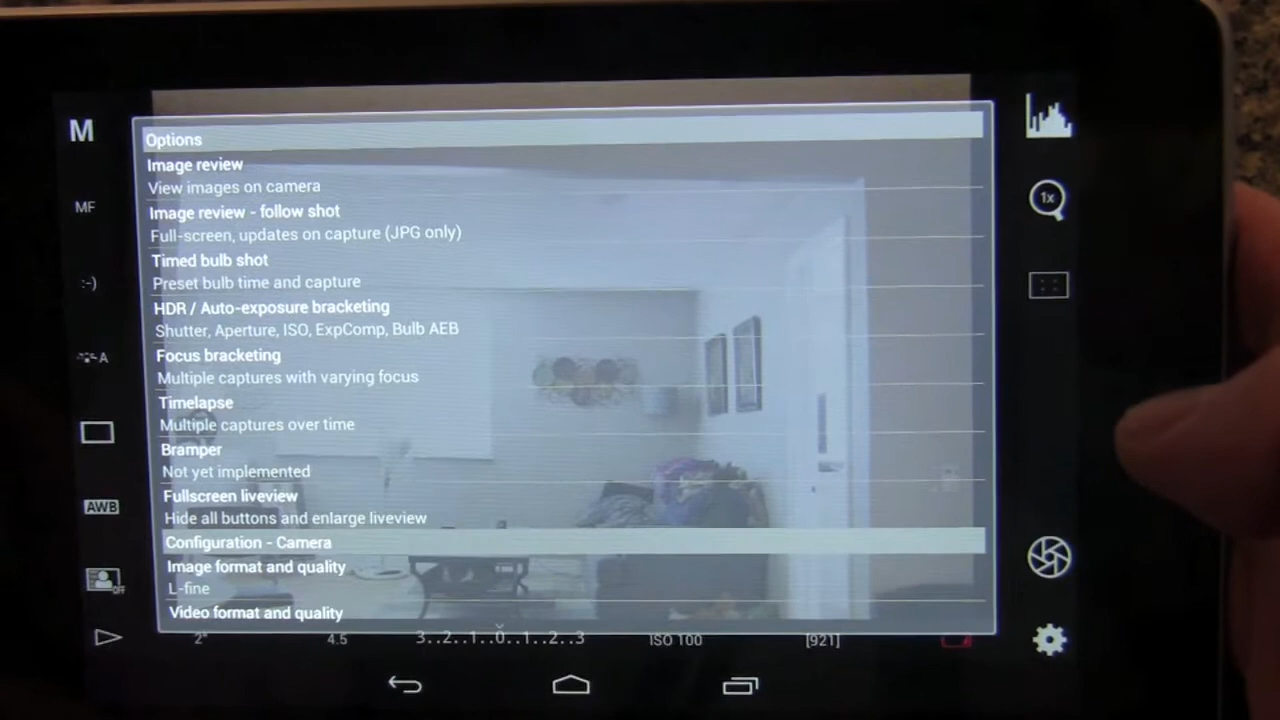 M
MF
:-)
A
AWB
OFF
Options
Image review
View images on camera
Image review - follow shot
Full-screen, updates on capture (JPG only)
Timed bulb shot
Preset bulb time and capture
HDR / Auto-exposure bracketing
Shutter, Aperture, ISO, ExpComp, Bulb AEB
Focus bracketing
Multiple captures with varying focus
Timelapse
Multiple captures over time
Bramper
Not yet implemented
Fullscreen liveview
Hide all buttons and enlarge liveview
Configuration - Camera
Image format and quality
L-fine
Video format and quality
2" 4.5 3..2..1..0..1..2..3 ISO 100 [921]
1x